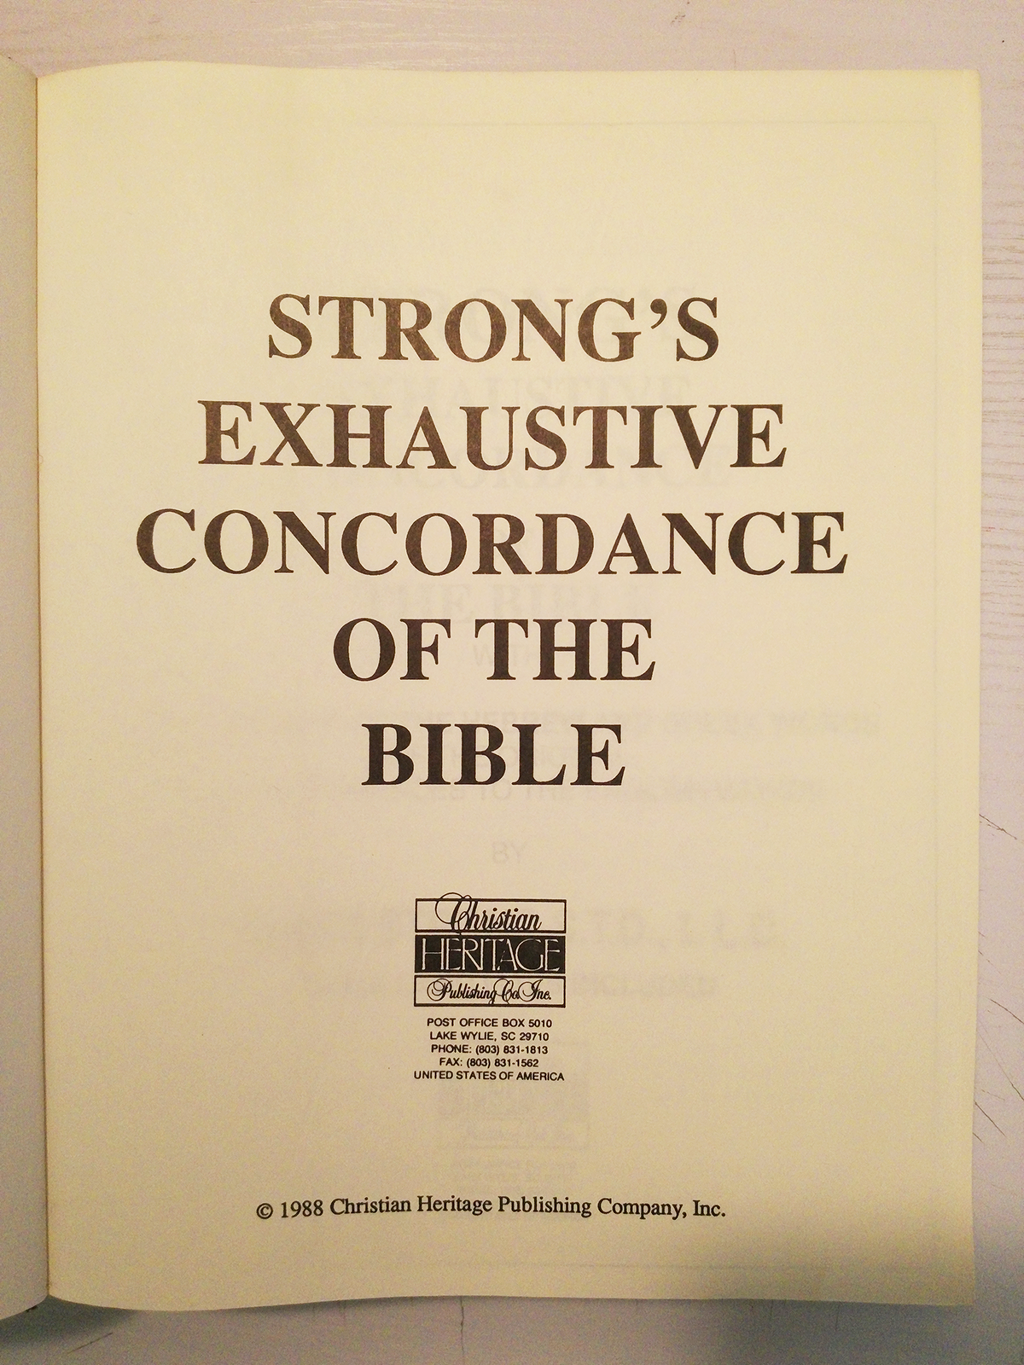 STRONG'S
EXHAUSTIVE
CONCORDANCE
OF THE
BIBLE
Christian
HERITAGE
Publishing Co Inc.
POST OFFICE BOX 5010
LAKE WYLIE, SC 29710
PHONE: (803) 831-1813
FAX: (803) 831-1562
UNITED STATES OF AMERICA
© 1988 Christian Heritage Publishing Company, Inc.